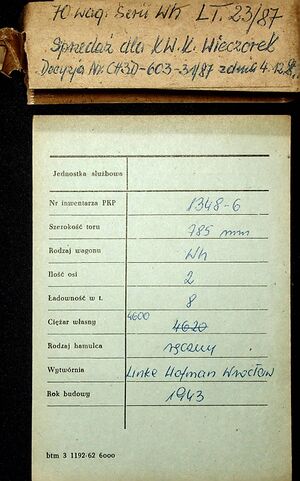 70 wag. Serii Wh LT. 23/87
Sprzedaż dla KW.K. Wieczorek
Decyzja Nr. CH3D-603-31/87 z dnia 4.12.87
Jednostka służbowa
Nr inwentarza PKP 1348-6
Szerokość toru 785 mm
Rodzaj wagonu Wh
Ilość osi 2
Ładowność w t. 8
Ciężar własny 4600 4620
Rodzaj hamulca ręczny
Wytwórnia Linke Hofman Wrocław
Rok budowy 1943
btm 3 1192-62 6000